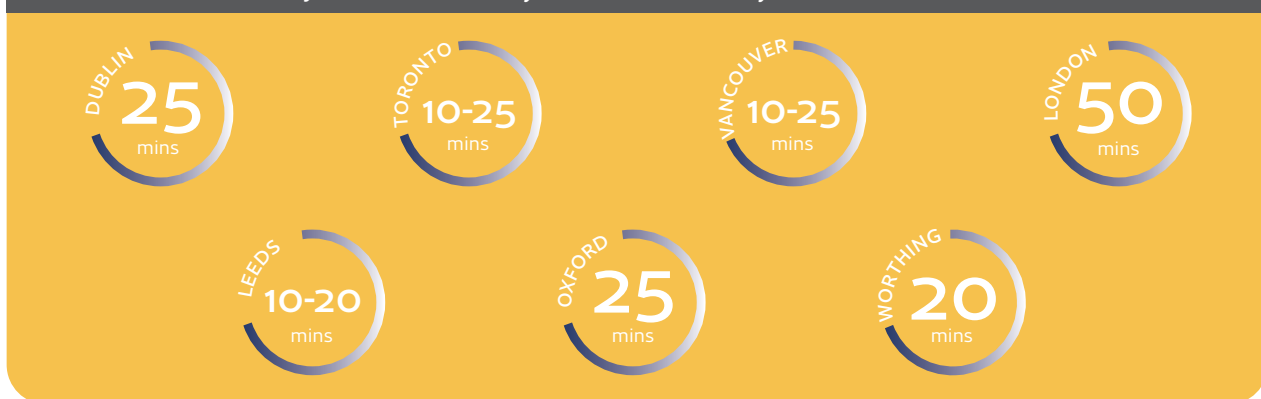 DUBLIN
25
mins
TORONTO
10-25
mins
VANCOUVER
10-25
mins
LONDON
50
mins
LEEDS
10-20
mins
OXFORD
25
mins
WORTHING
20
mins